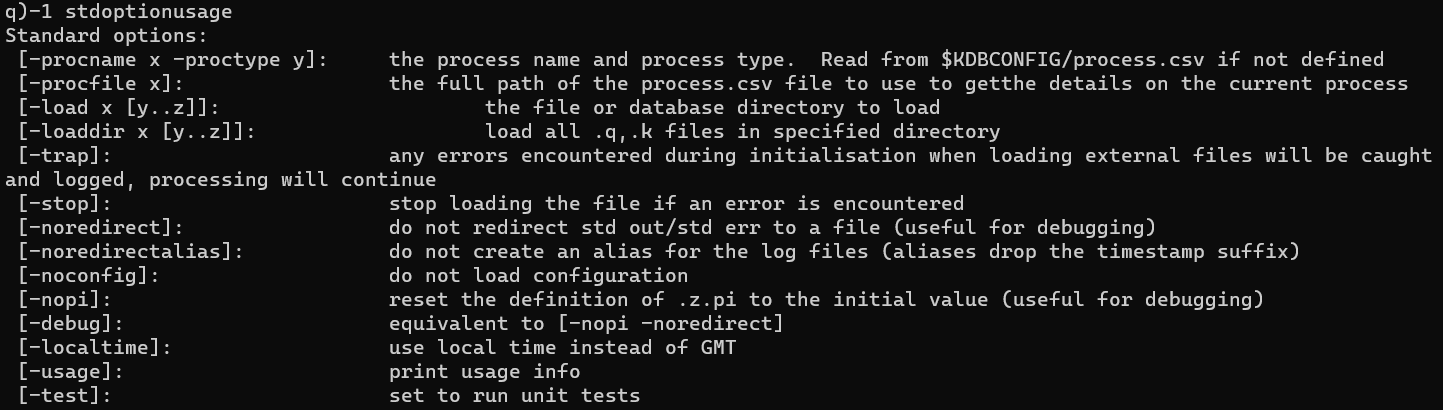 q)-1 stdoptionusage
Standard options:
 [-procname x -proctype y]:     the process name and process type.  Read from $KDBCONFIG/process.csv if not defined
 [-procfile x]:                 the full path of the process.csv file to use to getthe details on the current process
 [-load x [y..z]]:                      the file or database directory to load
 [-loaddir x [y..z]]:                   load all .q,.k files in specified directory
 [-trap]:                       any errors encountered during initialisation when loading external files will be caught
and logged, processing will continue
 [-stop]:                       stop loading the file if an error is encountered
 [-noredirect]:                 do not redirect std out/std err to a file (useful for debugging)
 [-noredirectalias]:            do not create an alias for the log files (aliases drop the timestamp suffix)
 [-noconfig]:                   do not load configuration
 [-nopi]:                       reset the definition of .z.pi to the initial value (useful for debugging)
 [-debug]:                      equivalent to [-nopi -noredirect]
 [-localtime]:                  use local time instead of GMT
 [-usage]:                      print usage info
 [-test]:                       set to run unit tests